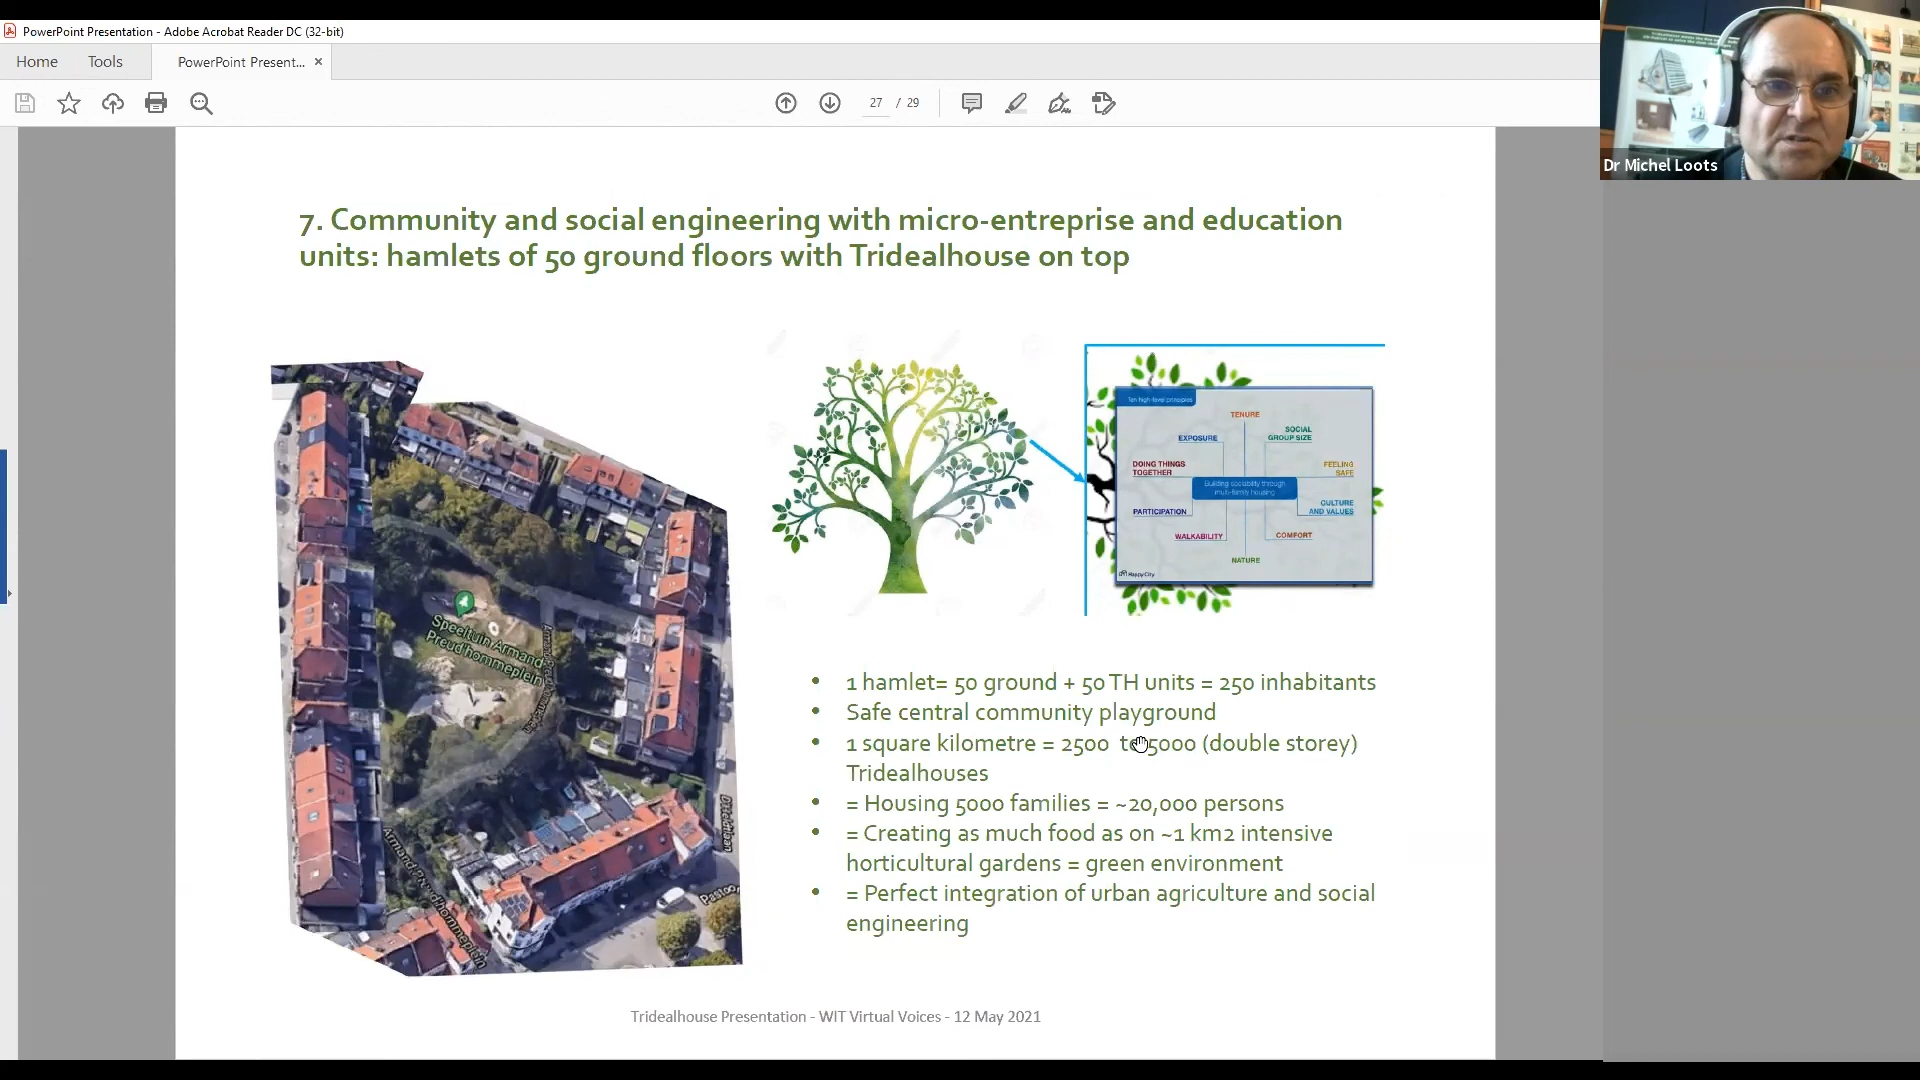 PowerPoint Presentation - Adobe Acrobat Reader DC (32-bit)
Home
Tools
PowerPoint Present...
27 / 29
Dr Michel Loots
7. Community and social engineering with micro-entreprise and education
units: hamlets of 50 ground floors with Tridealhouse on top
Speeltuin Armand
Preud'hommeplein
Armand Preudhommeplein
Pastoor
Ten high-level principles
TENURE
EXPOSURE
SOCIAL
GROUP SIZE
DOING THINGS
TOGETHER
FEELING
SAFE
Building sociability through
multi-family housing
PARTICIPATION
CULTURE
AND VALUES
WALKABILITY
COMFORT
NATURE
Happy City
• 1 hamlet= 50 ground + 50 TH units = 250 inhabitants
• Safe central community playground
• 1 square kilometre = 2500 to 5000 (double storey)
Tridealhouses
• = Housing 5000 families = ~20,000 persons
• = Creating as much food as on ~1 km2 intensive
horticultural gardens = green environment
• = Perfect integration of urban agriculture and social
engineering
Tridealhouse Presentation - WIT Virtual Voices - 12 May 2021